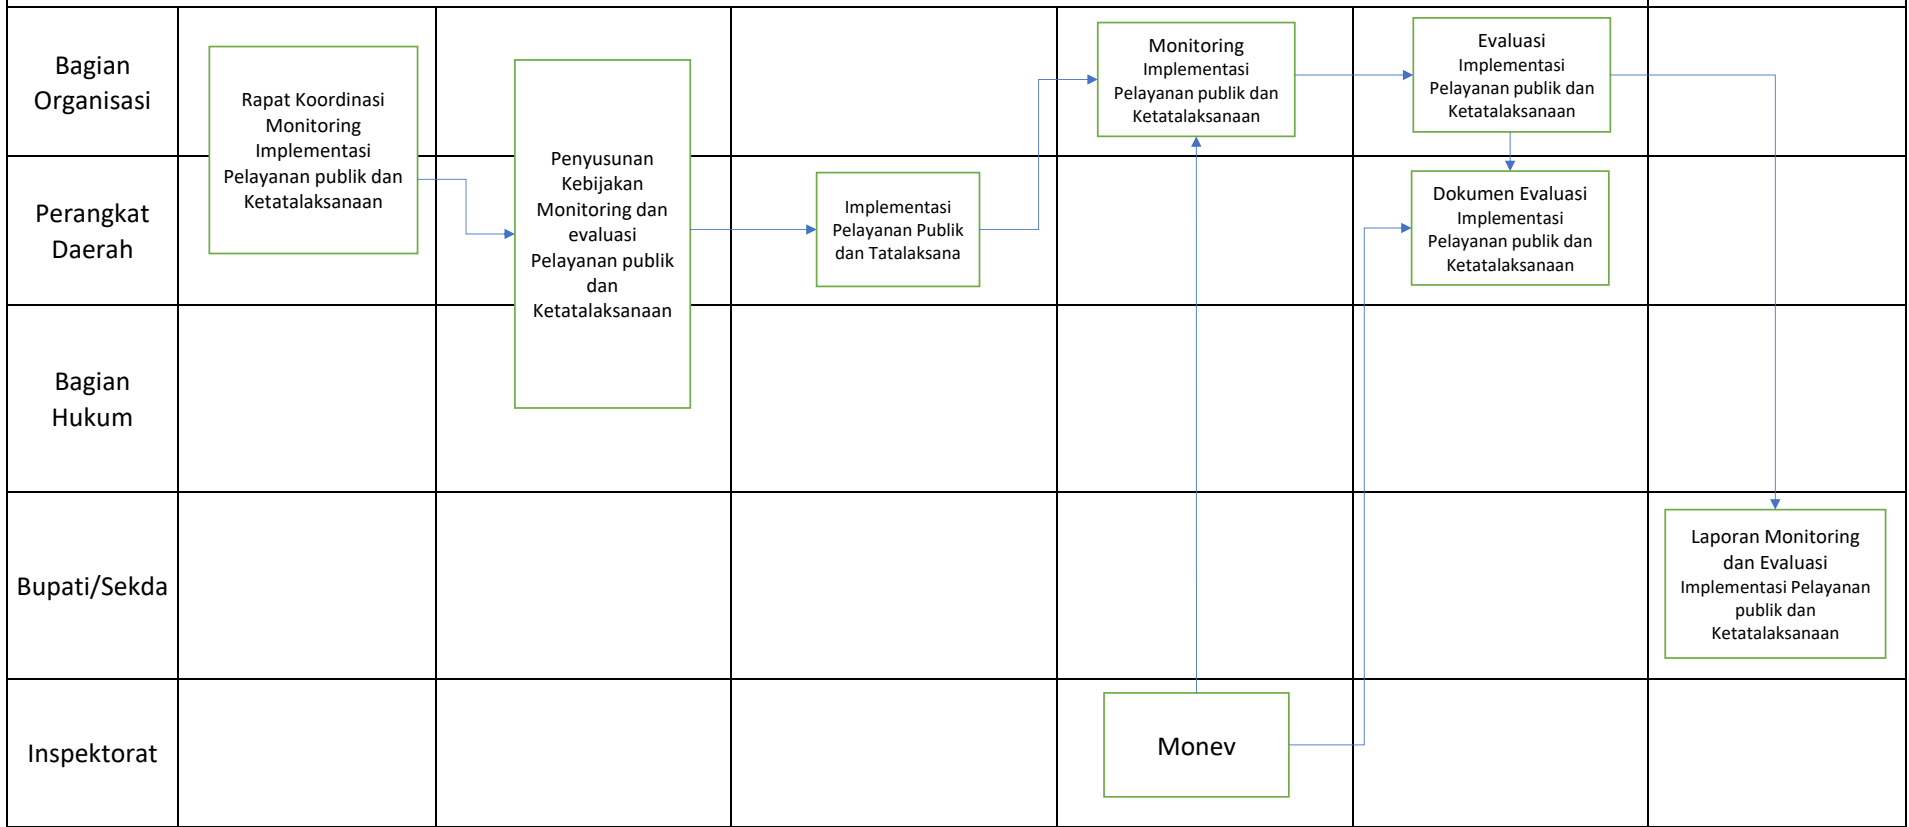 Bagian
Organisasi
Rapat Koordinasi
Monitoring
Implementasi
Pelayanan publik dan
Ketatalaksanaan
Penyusunan
Kebijakan
Monitoring dan
evaluasi
Pelayanan publik
dan
Ketatalaksanaan
Monitoring
Implementasi
Pelayanan publik dan
Ketatalaksanaan
Evaluasi
Implementasi
Pelayanan publik dan
Ketatalaksanaan
Perangkat
Daerah
Implementasi
Pelayanan Publik
dan Tatalaksana
Dokumen Evaluasi
Implementasi
Pelayanan publik dan
Ketatalaksanaan
Bagian
Hukum
Bupati/Sekda
Laporan Monitoring
dan Evaluasi
Implementasi Pelayanan
publik dan
Ketatalaksanaan
Inspektorat
Monev